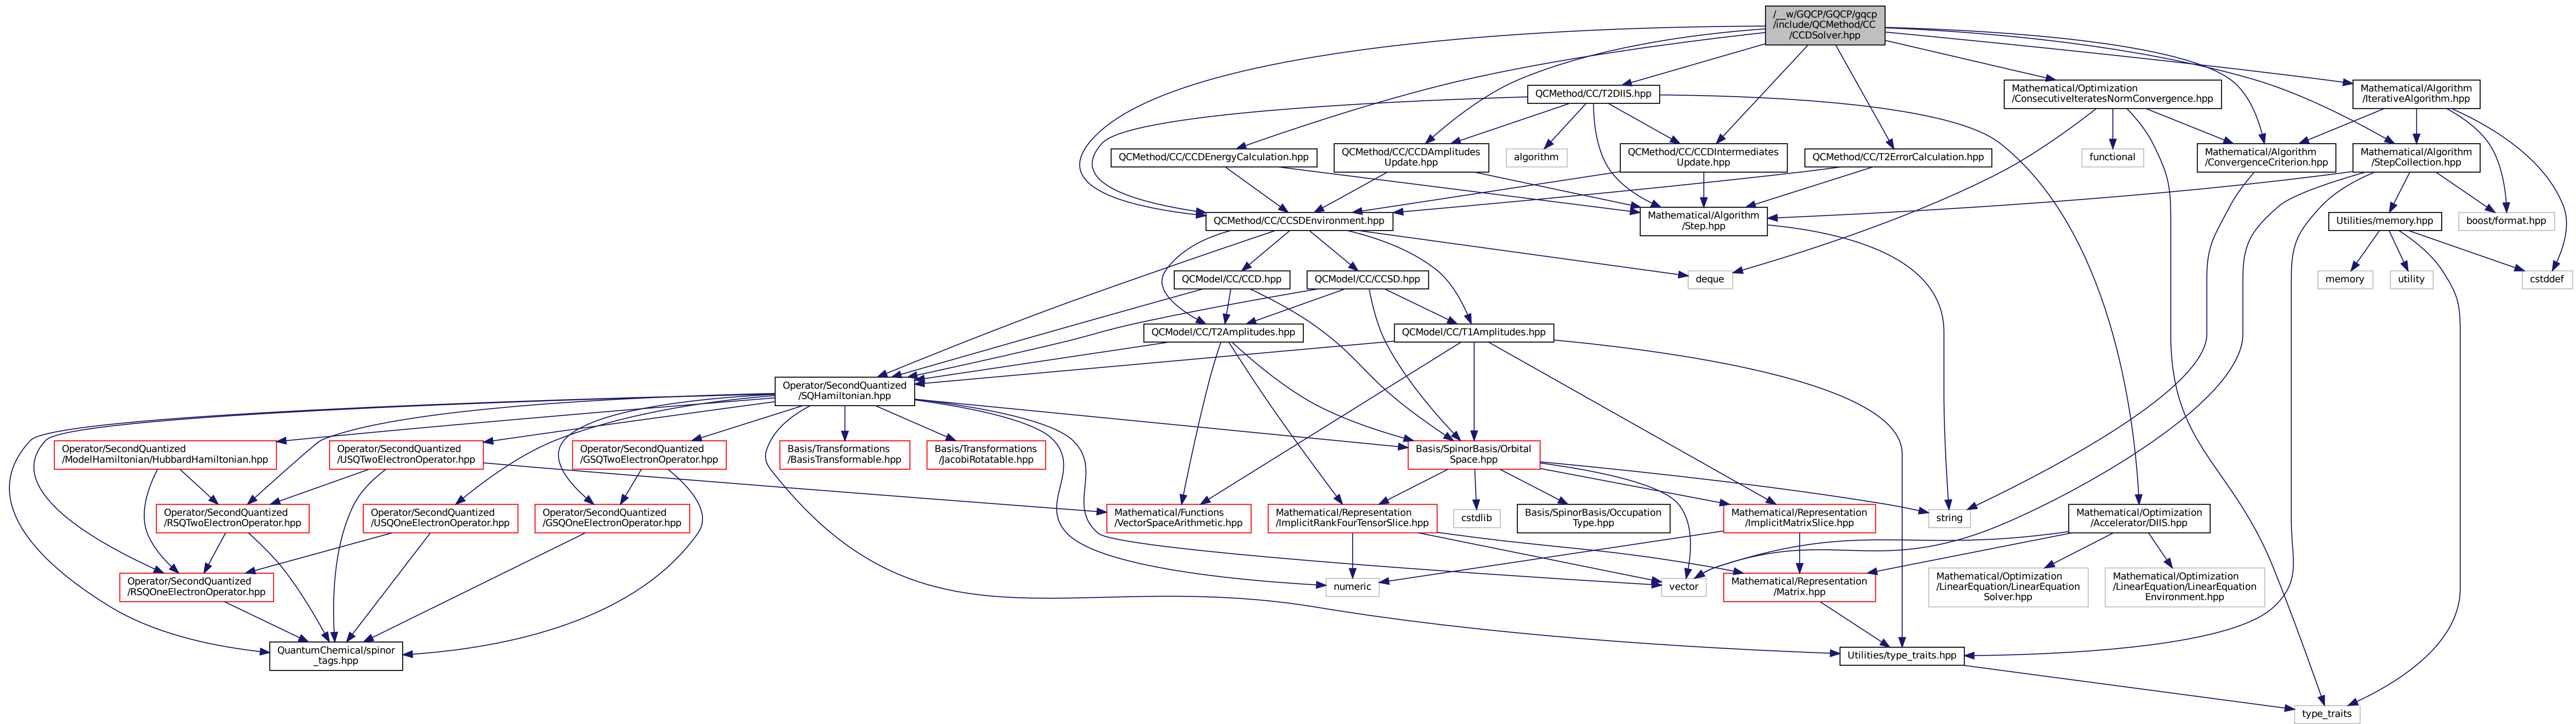 /__w/GQCP/GQCP/gqcp
/include/QCMethod/CC
/CCDSolver.hpp
QCMethod/CC/T2DIIS.hpp
Mathematical/Optimization
/ConsecutiveIteratesNormConvergence.hpp
Mathematical/Algorithm
/IterativeAlgorithm.hpp
QCMethod/CC/CCDEnergyCalculation.hpp
QCMethod/CC/CCDAmplitudes
Update.hpp
algorithm
QCMethod/CC/CCDIntermediates
Update.hpp
QCMethod/CC/T2ErrorCalculation.hpp
functional
Mathematical/Algorithm
/ConvergenceCriterion.hpp
Mathematical/Algorithm
/StepCollection.hpp
QCMethod/CC/CCSDEnvironment.hpp
Mathematical/Algorithm
/Step.hpp
Utilities/memory.hpp
boost/format.hpp
QCModel/CC/CCD.hpp
QCModel/CC/CCSD.hpp
deque
memory
utility
cstddef
QCModel/CC/T2Amplitudes.hpp
QCModel/CC/T1Amplitudes.hpp
Operator/SecondQuantized
/SQHamiltonian.hpp
Operator/SecondQuantized
/ModelHamiltonian/HubbardHamiltonian.hpp
Operator/SecondQuantized
/USQTwoElectronOperator.hpp
Operator/SecondQuantized
/GSQTwoElectronOperator.hpp
Basis/Transformations
/BasisTransformable.hpp
Basis/Transformations
/JacobiRotatable.hpp
Basis/SpinorBasis/Orbital
Space.hpp
Operator/SecondQuantized
/RSQTwoElectronOperator.hpp
Operator/SecondQuantized
/USQOneElectronOperator.hpp
Operator/SecondQuantized
/GSQOneElectronOperator.hpp
Mathematical/Functions
/VectorSpaceArithmetic.hpp
Mathematical/Representation
/ImplicitRankFourTensorSlice.hpp
cstdlib
Basis/SpinorBasis/Occupation
Type.hpp
Mathematical/Representation
/ImplicitMatrixSlice.hpp
string
Mathematical/Optimization
/Accelerator/DIIS.hpp
Operator/SecondQuantized
/RSQOneElectronOperator.hpp
numeric
vector
Mathematical/Representation
/Matrix.hpp
Mathematical/Optimization
/LinearEquation/LinearEquation
Solver.hpp
Mathematical/Optimization
/LinearEquation/LinearEquation
Environment.hpp
QuantumChemical/spinor
_tags.hpp
Utilities/type_traits.hpp
type_traits